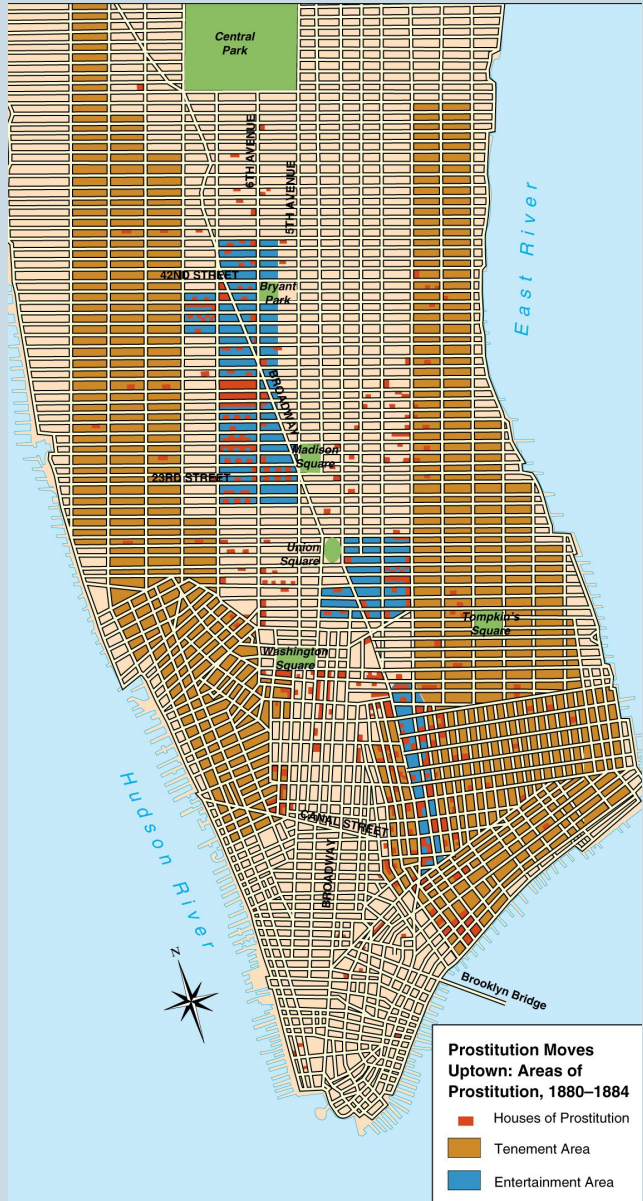 Central
Park
6TH AVENUE
5TH AVENUE
East River
42ND STREET
Bryant
Park
BROADWAY
Madison
Square
23RD STREET
Union
Square
Tompkin's
Square
Washington
Square
Hudson River
CANAL STREET
BROADWAY
N
Brooklyn Bridge
Prostitution Moves
Uptown: Areas of
Prostitution, 1880–1884
Houses of Prostitution
Tenement Area
Entertainment Area